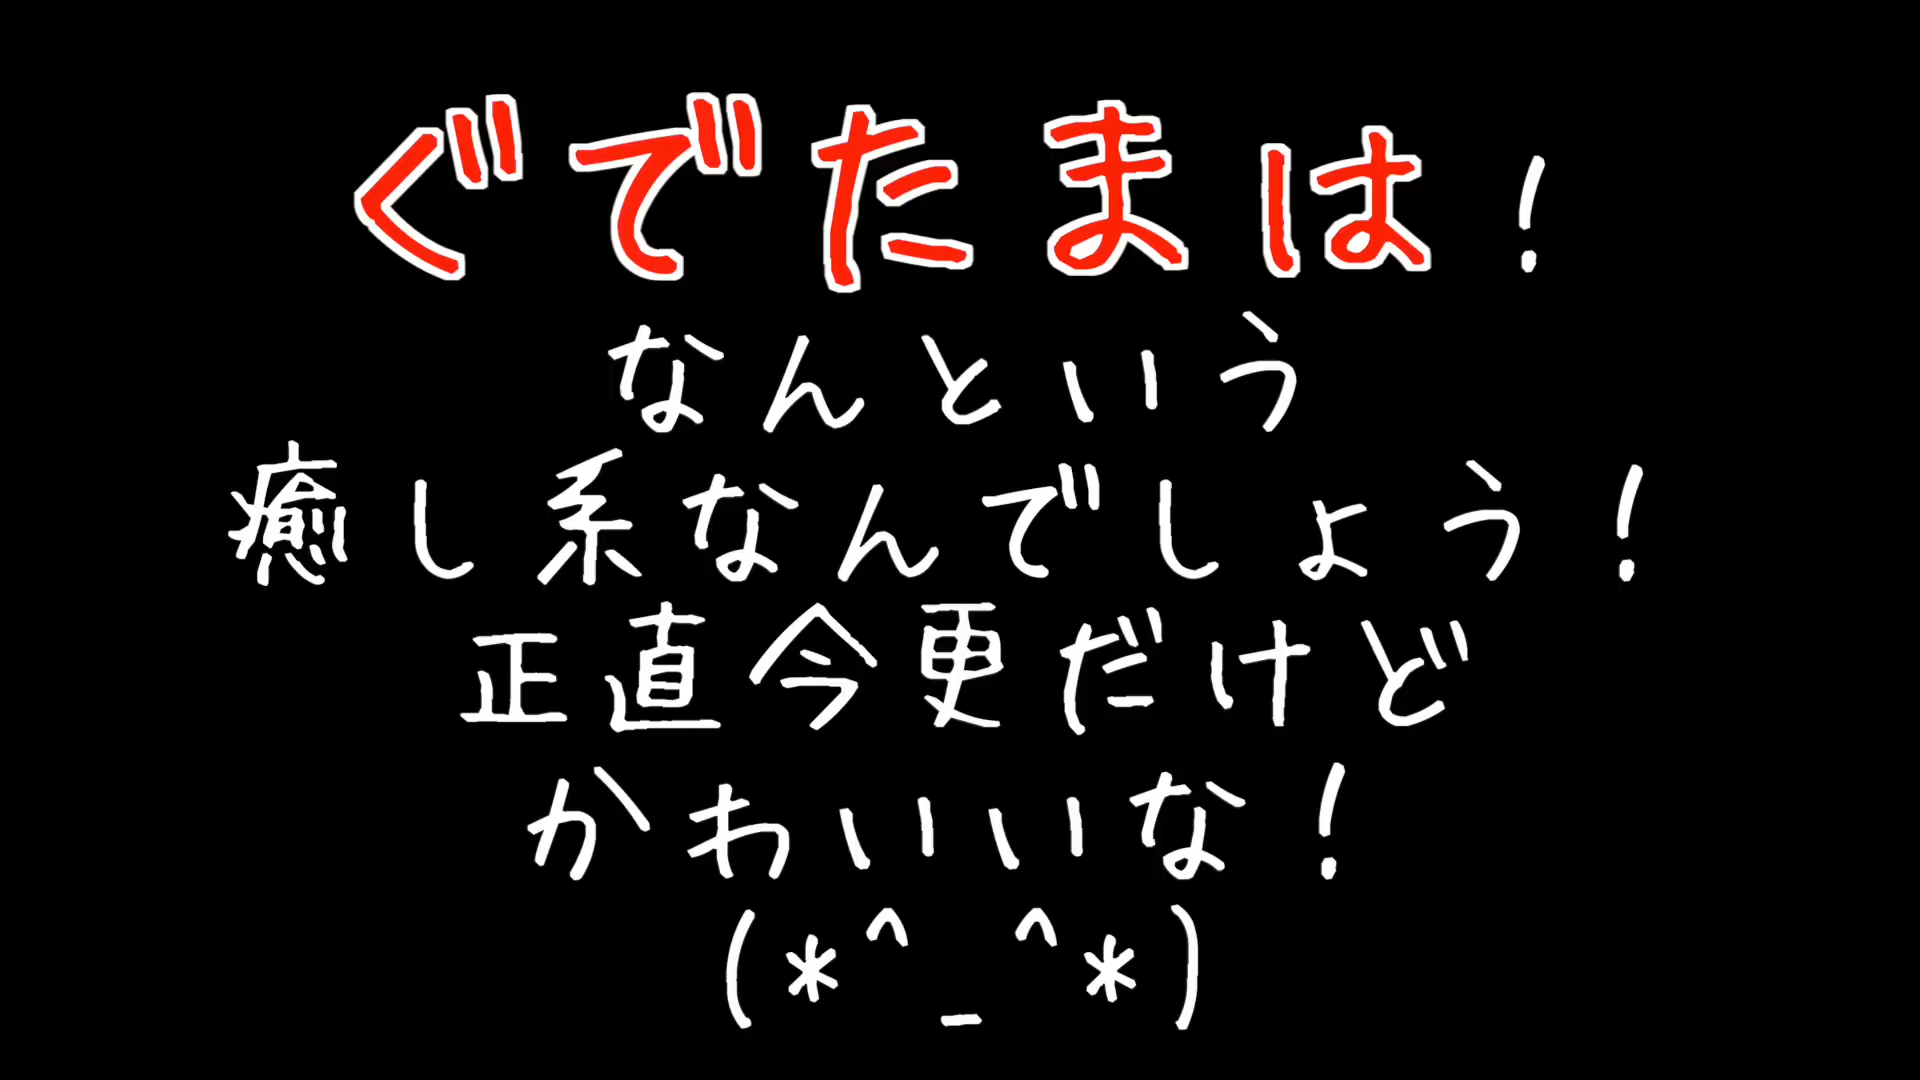 ぐでたまは！
なんという
癒し系なんでしょう！
正直今更だけど
かわいいな！
(*^_^*)